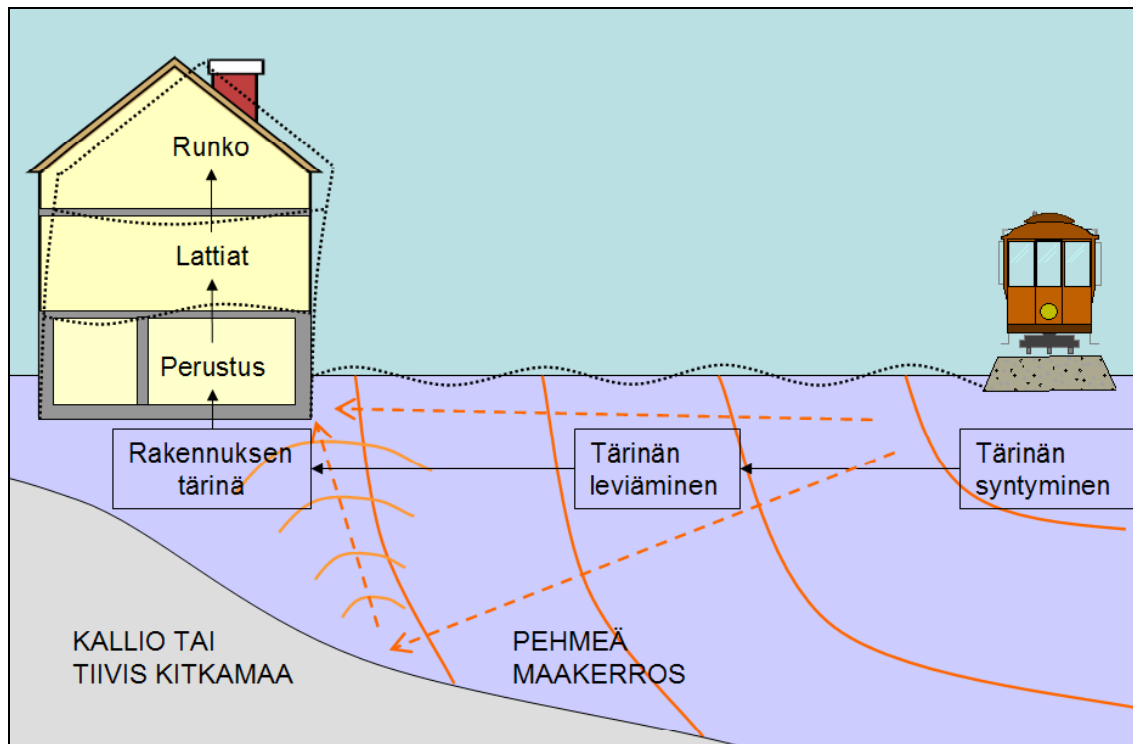 Runko
Lattiat
Perustus
Rakennuksen
tärinä
Tärinän
leviäminen
Tärinän
syntyminen
KALLIO TAI
TIIVIS KITKAMAA
PEHMEÄ
MAAKERROS